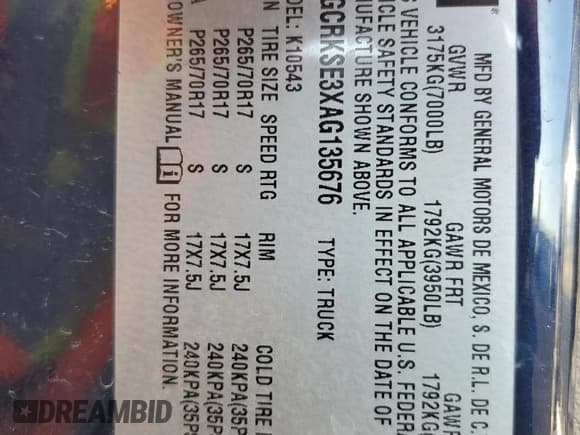 MFD BY GENERAL MOTORS DE MEXICO, S. DE R.L. DE C.
GVWR GAWR FRT GAWR
3175KG(7000LB) 1792KG(3950LB) 1792KG
VEHICLE CONFORMS TO ALL APPLICABLE U.S. FEDER
SAFETY STANDARDS IN EFFECT ON THE DATE OF
SHOWN ABOVE.
GCRKSE3XAG135676 TYPE: TRUCK
DEL: K10543
TIRE SIZE SPEED RTG RIM COLD TIRE
P265/70R17 S 17X7.5J 240KPA(35P
P265/70R17 S 17X7.5J 240KPA(35P
P265/70R17 S 17X7.5J 240KPA(35PS
OWNER'S MANUAL FOR MORE INFORMATION.
DREAMBID